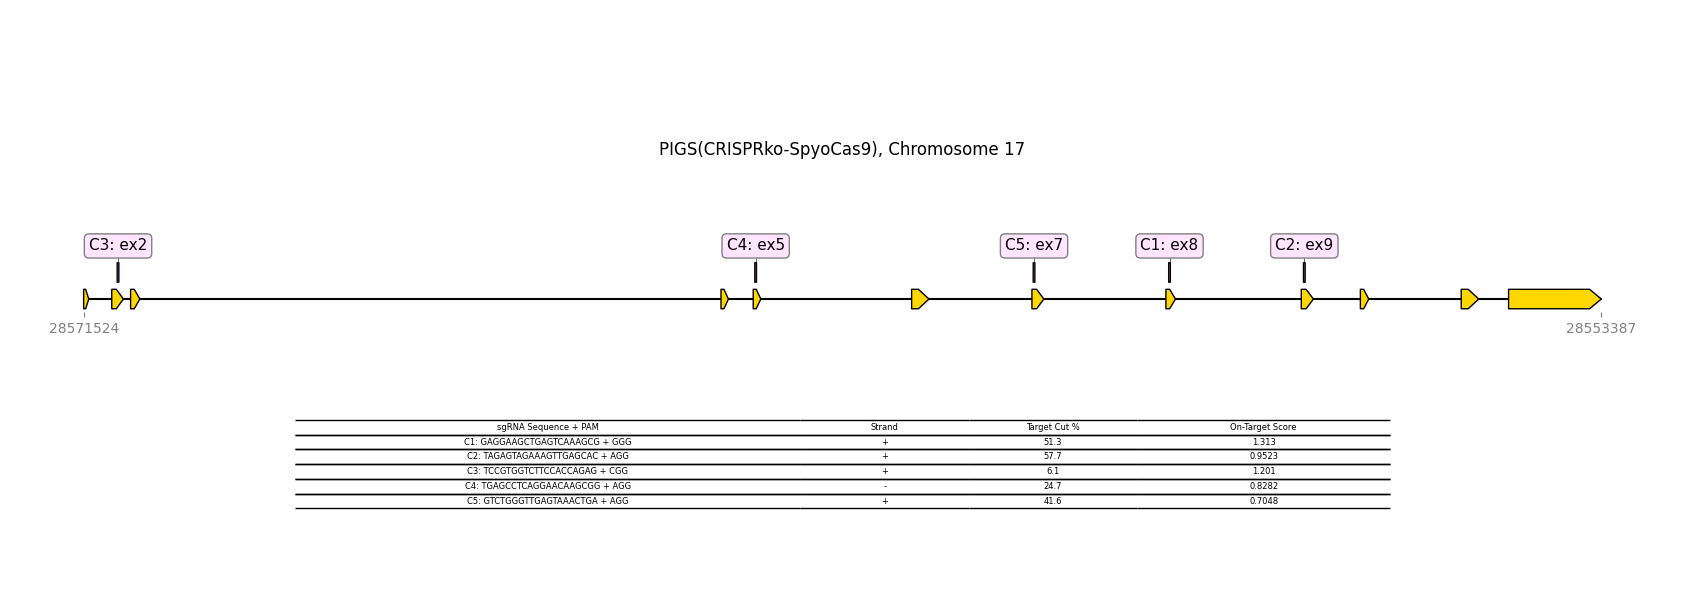 PIGS(CRISPRko-SpyoCas9), Chromosome 17
C3: ex2 C4: ex5 C5: ex7 C1: ex8 C2: ex9
28571524 28553387
sgRNA Sequence + PAM Strand Target Cut % On-Target Score
C1: GAGGAAGCTGAGTCAAAGCG + GGG + 51.3 1.313
C2: TAGAGTAGAAAGTTGAGCAC + AGG + 57.7 0.9523
C3: TCCGTGGTCTTCCACCAGAG + CGG + 6.1 1.201
C4: TGAGCCTCAGGAACAAGCGG + AGG - 24.7 0.8282
C5: GTCTGGGTTGAGTAAACTGA + AGG + 41.6 0.7048